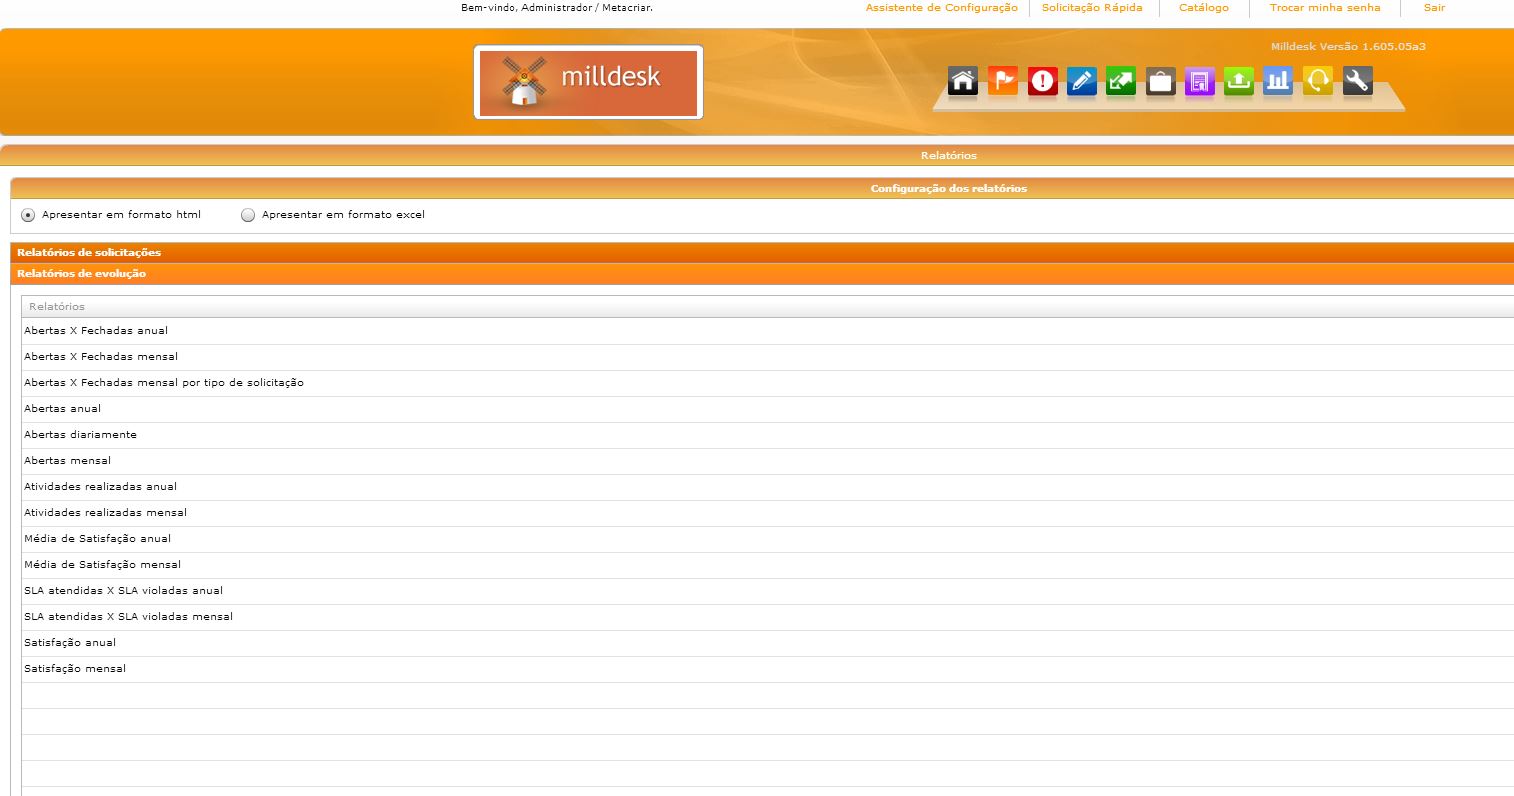 Bem-vindo, Administrador / Metacriar.
Assistente de Configuração
Solicitação Rápida
Catálogo
Trocar minha senha
Sair
Milldesk Versão 1.605.05a3
milldesk
Relatórios
Configuração dos relatórios
Apresentar em formato html
Apresentar em formato excel
Relatórios de solicitações
Relatórios de evolução
Relatórios
Abertas X Fechadas anual
Abertas X Fechadas mensal
Abertas X Fechadas mensal por tipo de solicitação
Abertas anual
Abertas diariamente
Abertas mensal
Atividades realizadas anual
Atividades realizadas mensal
Média de Satisfação anual
Média de Satisfação mensal
SLA atendidas X SLA violadas anual
SLA atendidas X SLA violadas mensal
Satisfação anual
Satisfação mensal